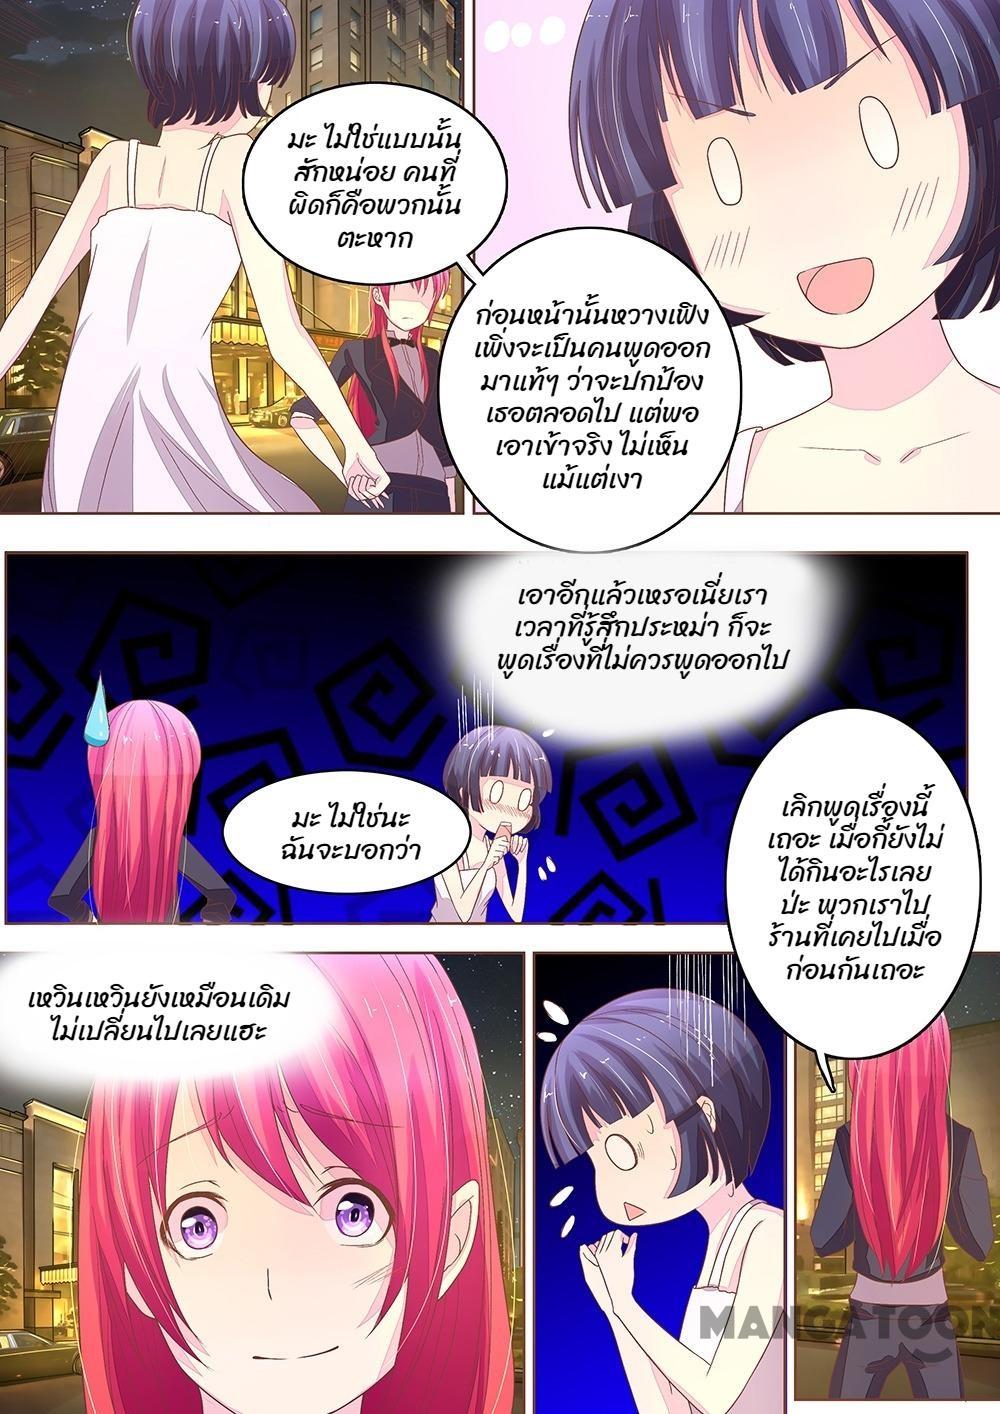 มะ ไม่ใช่แบบนั้น
สักหน่อย คนที่
ผิดก็คือพวกนั้น
ตะหาก
ก่อนหน้านั้นหวางเฟิง
เพิ่งจะเป็นคนพูดออก
มาแท้ๆ ว่าจะปกป้อง
เธอตลอดไป แต่พอ
เอาเข้าจริง ไม่เห็น
แม้แต่เงา
เอาอีกแล้วเหรอเนี่ยเรา
เวลาที่รู้สึกประหม่า ก็จะ
พูดเรื่องที่ไม่ควรพูดออกไป
มะ ไม่ใช่นะ
ฉันจะบอกว่า
เลิกพูดเรื่องนี้
เถอะ เมื่อกี้ยังไม่
ได้กินอะไรเลย
ป่ะ พวกเราไป
ร้านที่เคยไปเมื่อ
ก่อนกันเถอะ
เหวินเหวินยังเหมือนเดิม
ไม่เปลี่ยนไปเลยแฮะ
MANGATOON